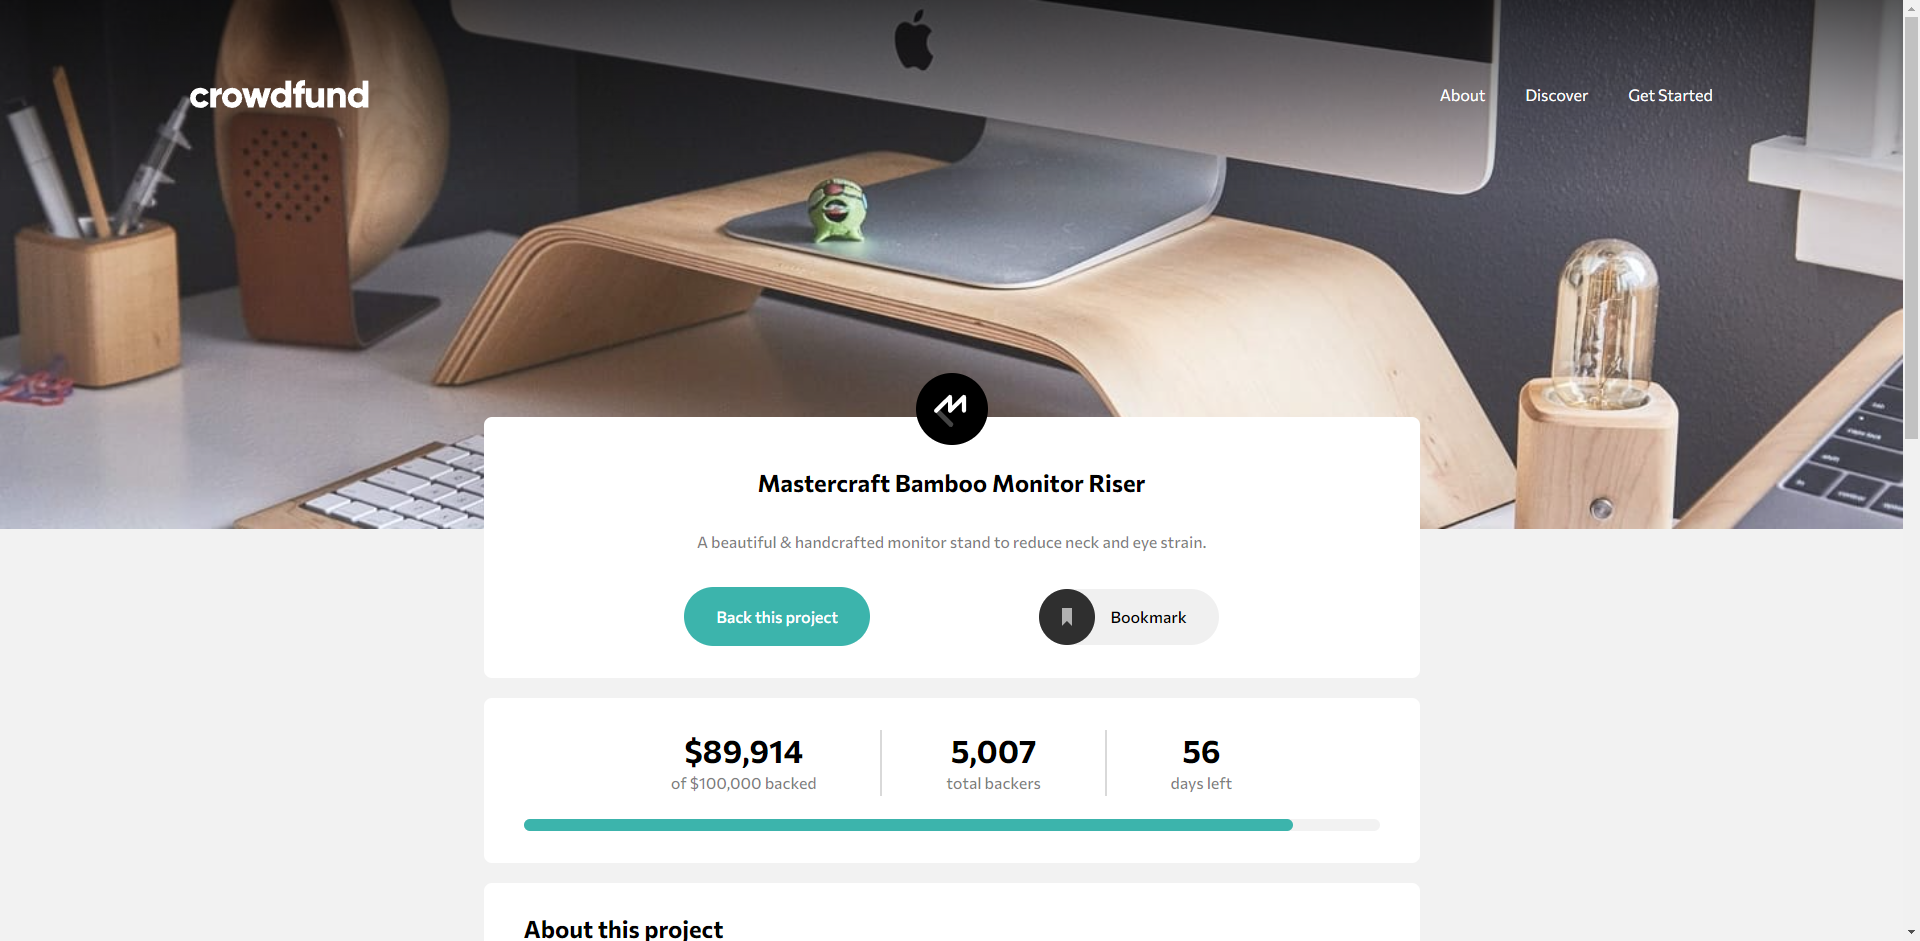 crowdfund
About Discover Get Started
Mastercraft Bamboo Monitor Riser
A beautiful & handcrafted monitor stand to reduce neck and eye strain.
Back this project
Bookmark
$89,914
of $100,000 backed
5,007
total backers
56
days left
About this project